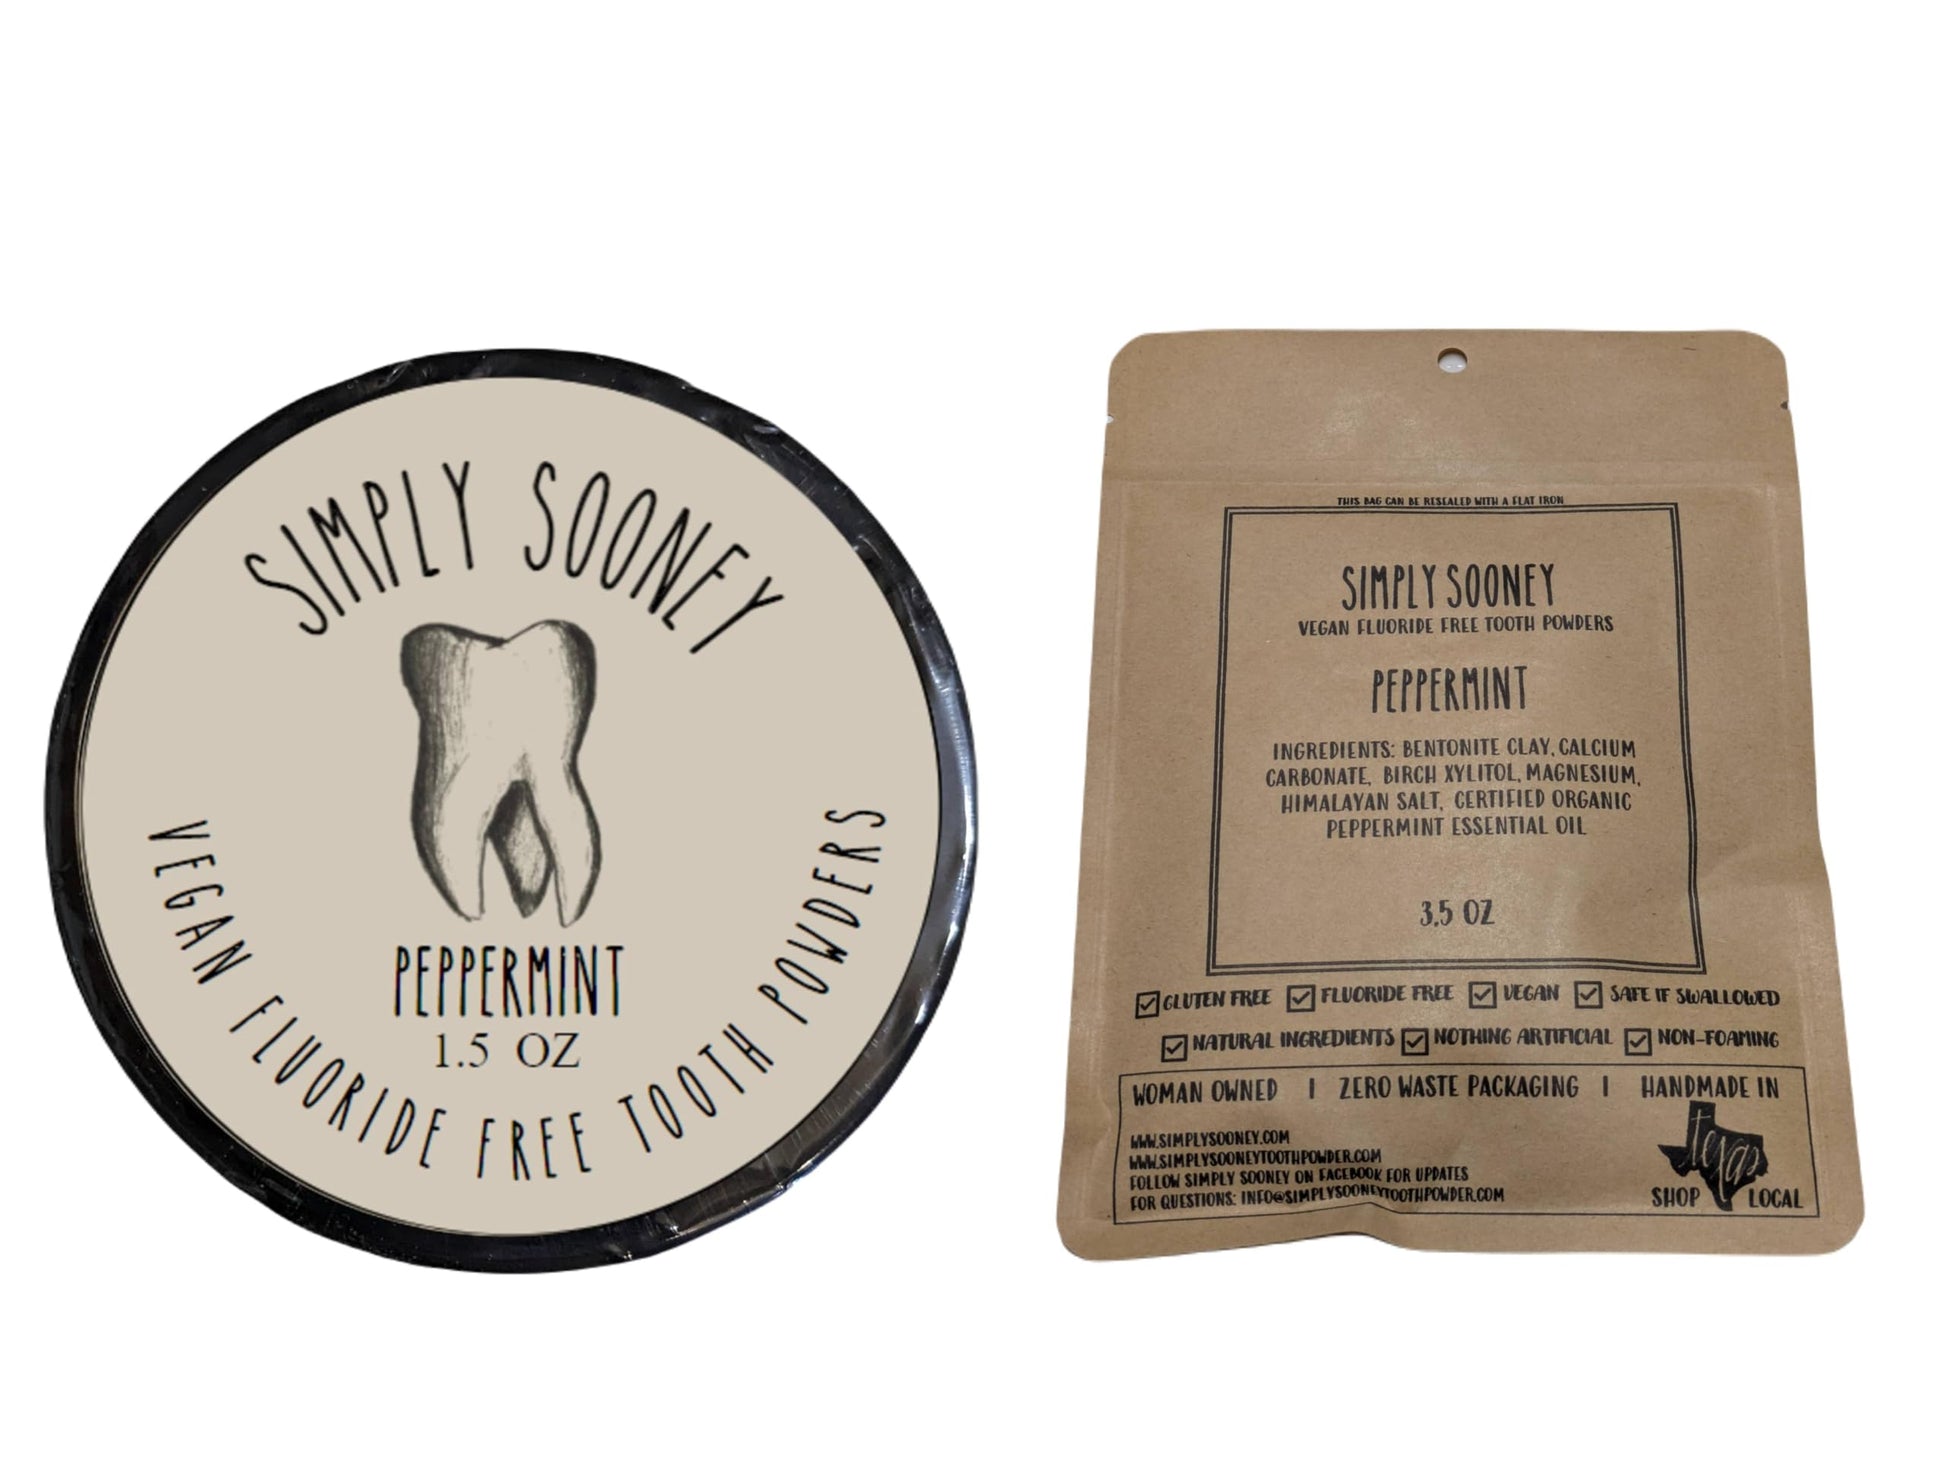 SIMPLY SOONEY
PEPPERMINT
1.5 OZ
VEGAN FLUORIDE FREE TOOTH POWDERS
THIS BAG CAN BE RESEALED WITH A FLAT IRON
SIMPLY SOONEY
VEGAN FLUORIDE FREE TOOTH POWDERS
PEPPERMINT
INGREDIENTS: BENTONITE CLAY, CALCIUM
CARBONATE, BIRCH XYLITOL, MAGNESIUM,
HIMALAYAN SALT, CERTIFIED ORGANIC
PEPPERMINT ESSENTIAL OIL
3.5 OZ
GLUTEN FREE FLUORIDE FREE VEGAN SAFE IF SWALLOWED
NATURAL INGREDIENTS NOTHING ARTIFICIAL NON-FOAMING
WOMAN OWNED | ZERO WASTE PACKAGING | HANDMADE IN
texas
WWW.SIMPLYSOONEY.COM
WWW.SIMPLYSOONEYTOOTHPOWDER.COM
FOLLOW SIMPLY SOONEY ON FACEBOOK FOR UPDATES
FOR QUESTIONS: INFO@SIMPLYSOONEYTOOTHPOWDER.COM
SHOP LOCAL